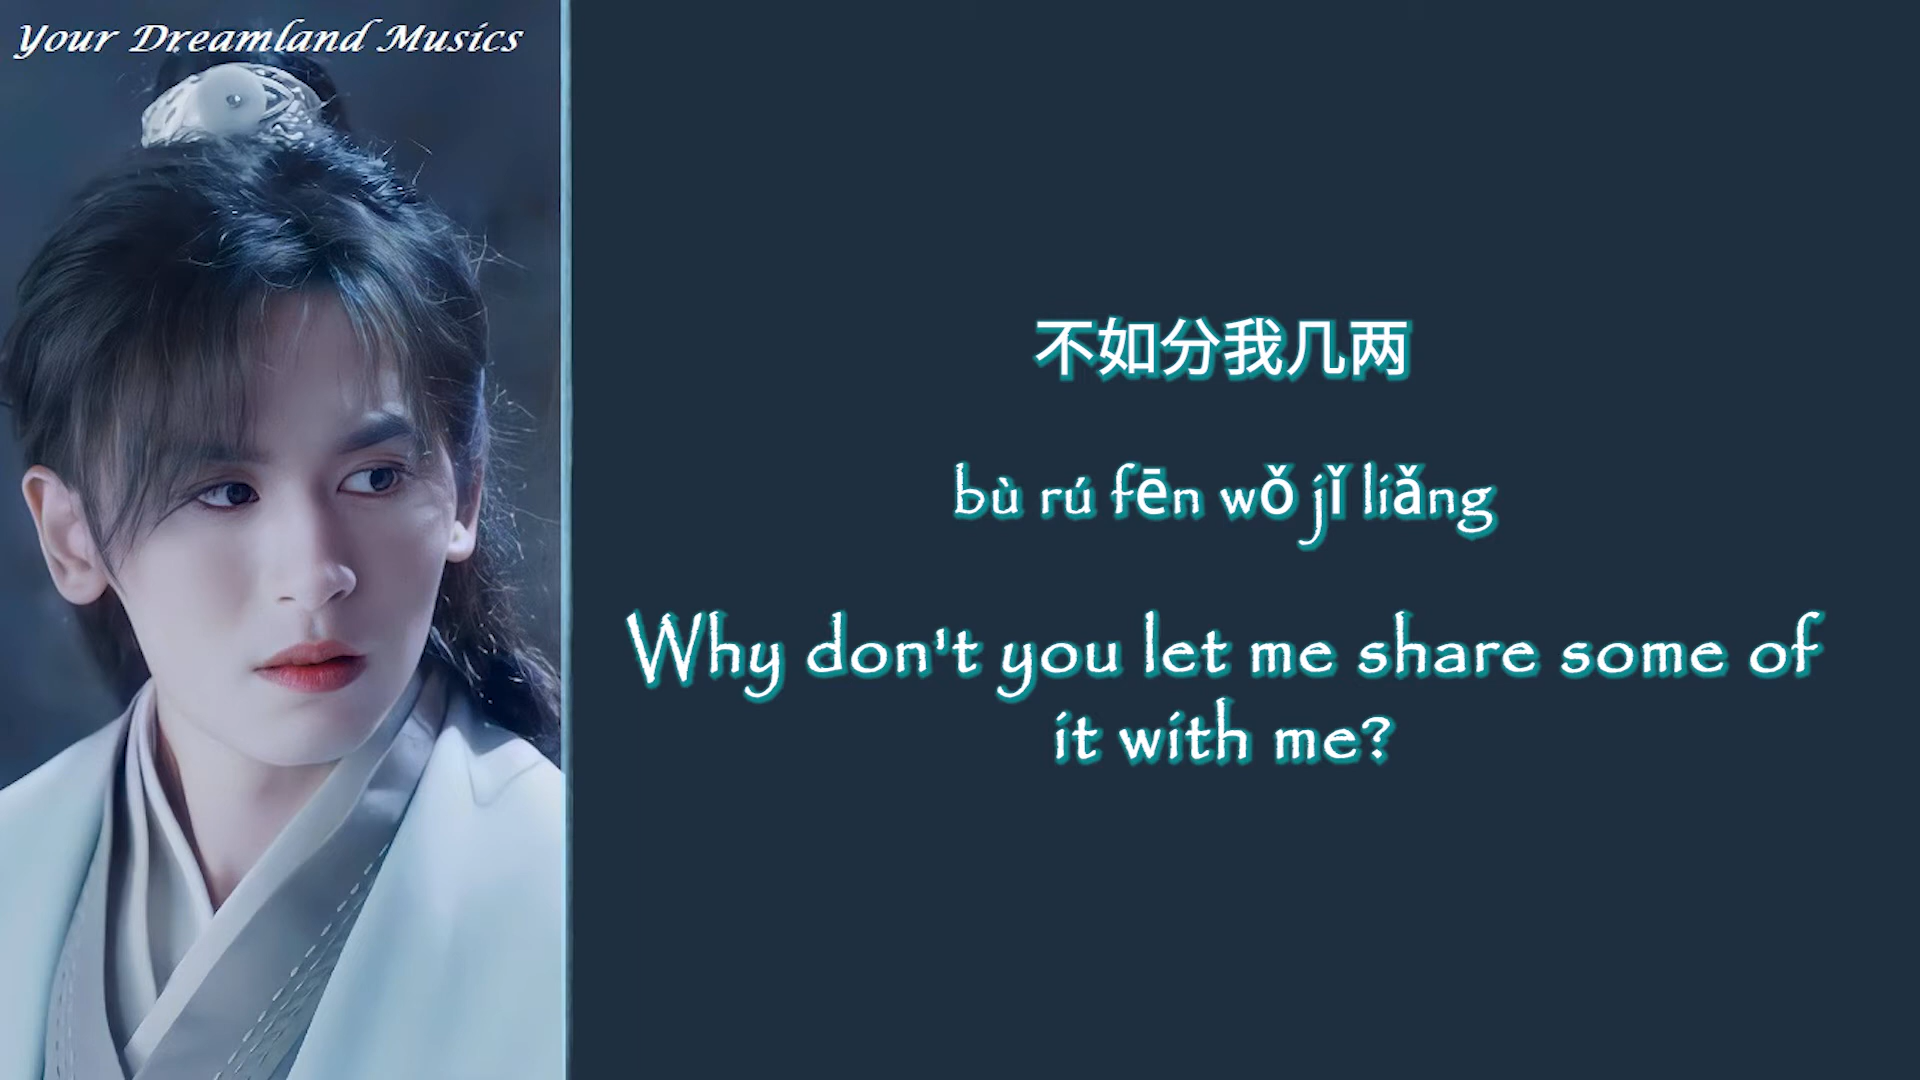 Your Dreamland Musics
不如分我几两
bù rú fēn wǒ jǐ liǎng
Why don't you let me share some of
it with me?